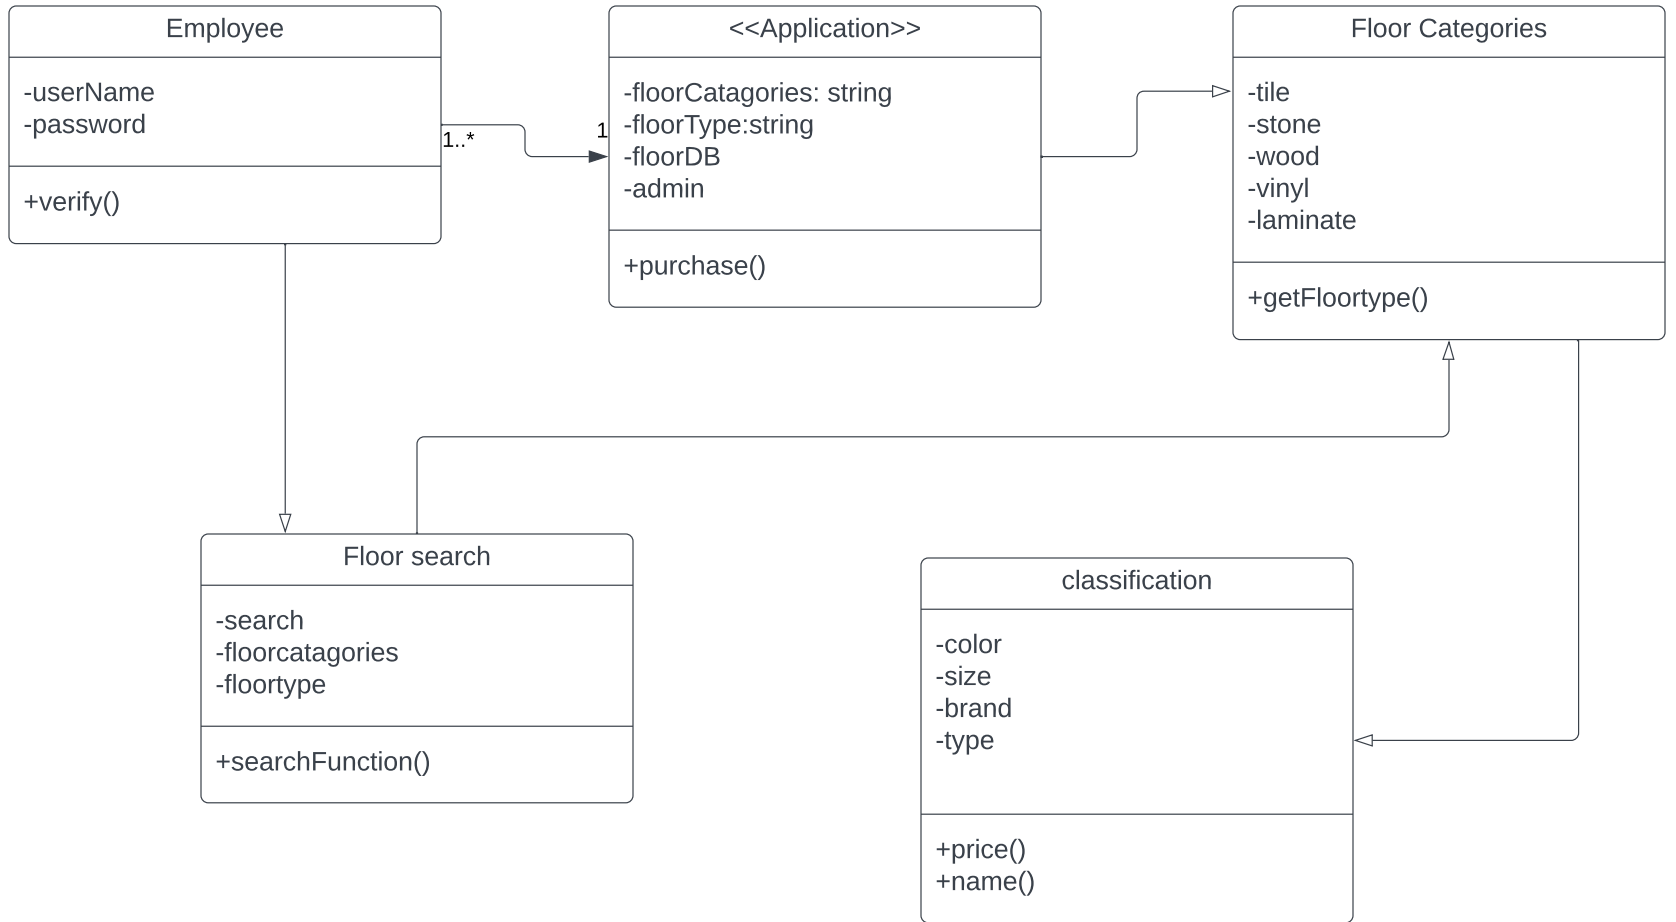 Employee
-userName
-password
+verify()
1..*
1
<<Application>>
-floorCatagories: string
-floorType:string
-floorDB
-admin
+purchase()
Floor Categories
-tile
-stone
-wood
-vinyl
-laminate
+getFloortype()
Floor search
-search
-floorcatagories
-floortype
+searchFunction()
classification
-color
-size
-brand
-type
+price()
+name()